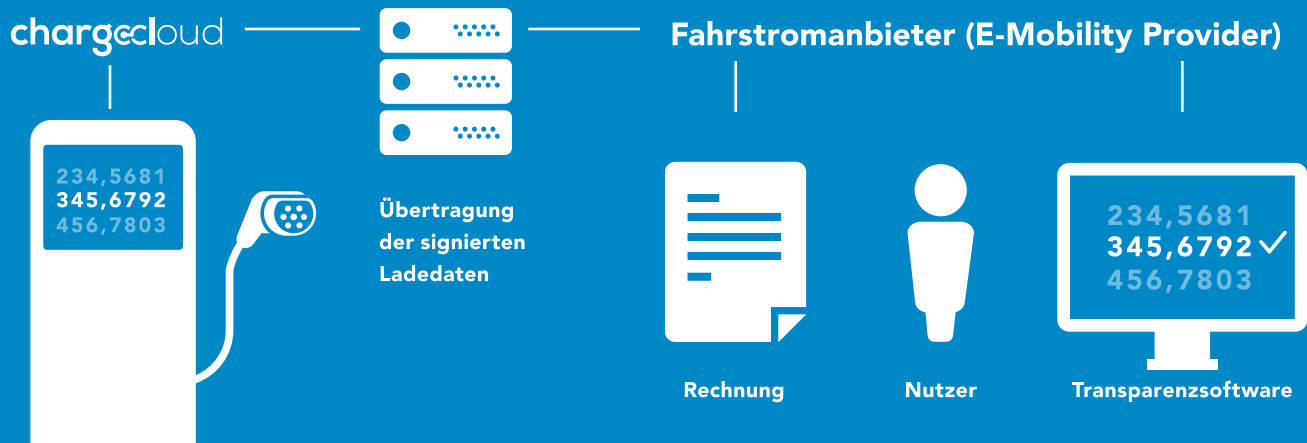 chargecloud
Fahrstromanbieter (E-Mobility Provider)
234,5681
345,6792
456,7803
Übertragung
der signierten
Ladedaten
234,5681
345,6792
456,7803
Rechnung
Nutzer
Transparenzsoftware